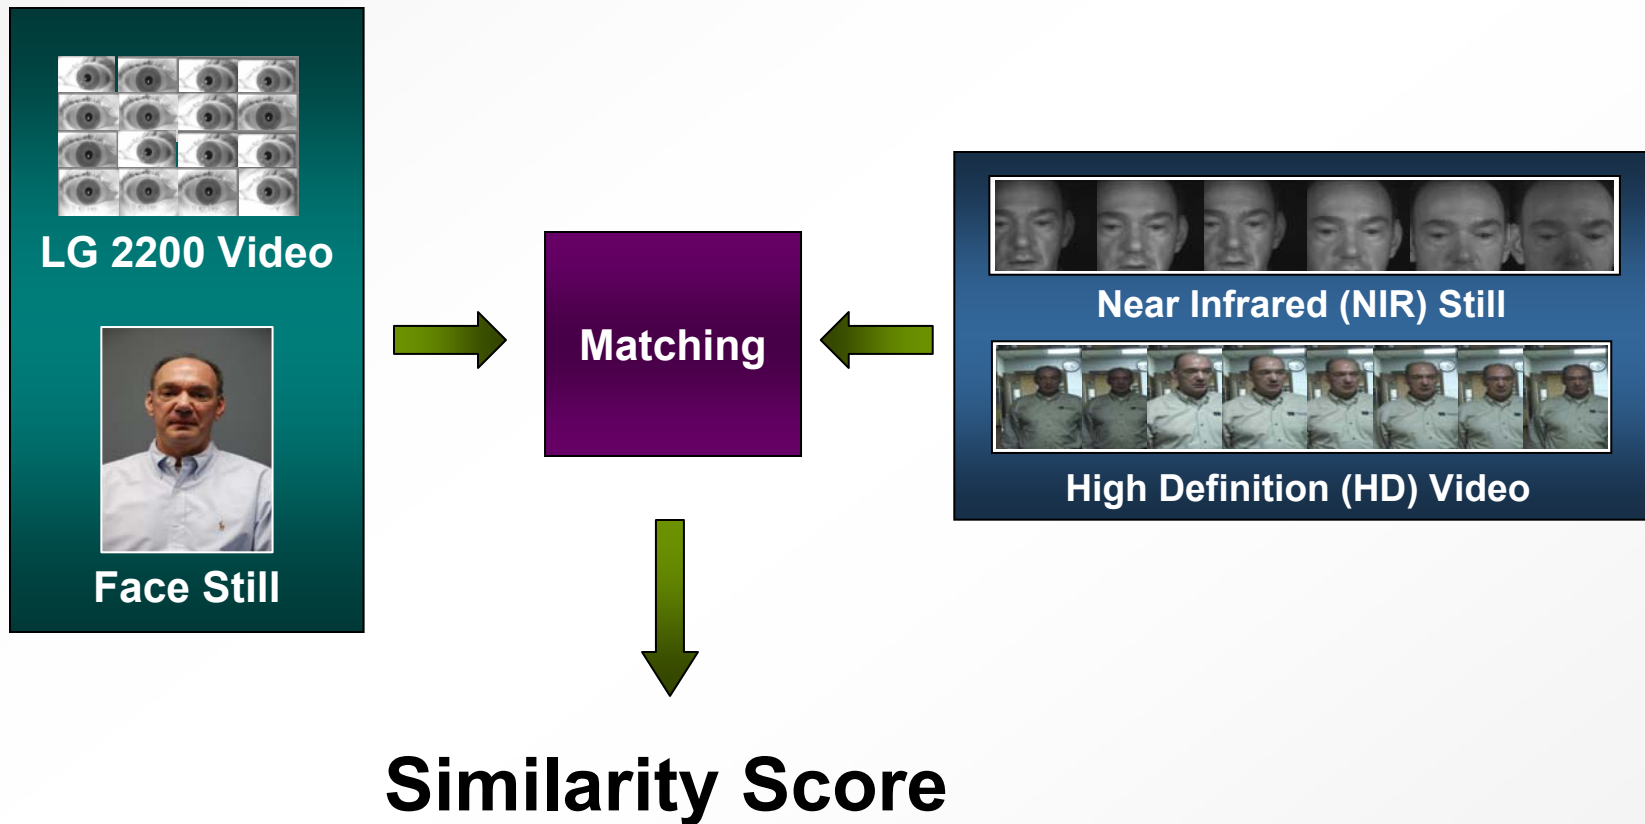 LG 2200 Video
Face Still
Matching
Near Infrared (NIR) Still
High Definition (HD) Video
Similarity Score